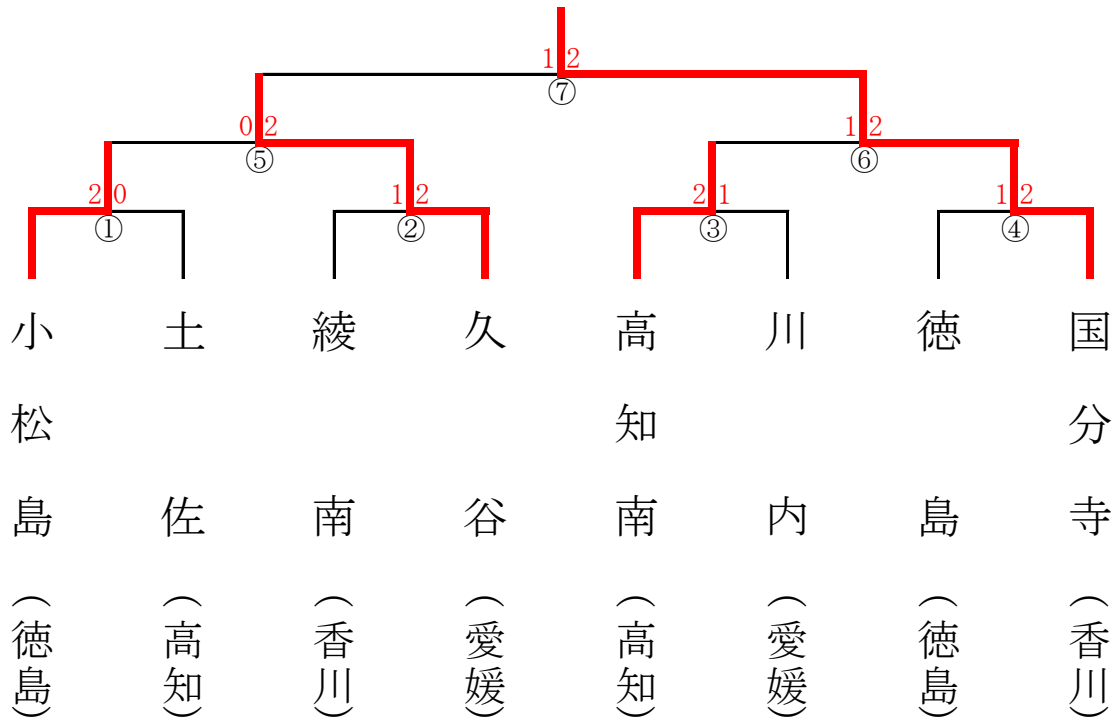 1 2
⑦
0 2
1 2
⑤
⑥
2 0
1 2
2 1
1 2
①
②
③
④
小松島（徳島）
土佐（高知）
綾南（香川）
久谷（愛媛）
高知南（高知）
川内（愛媛）
徳島（徳島）
国分寺（香川）